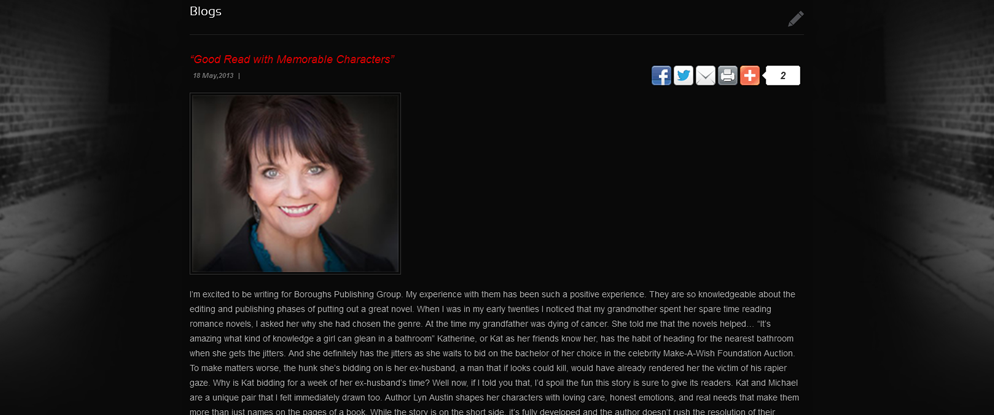 Blogs
“Good Read with Memorable Characters”
18 May,2013 |
2
I’m excited to be writing for Boroughs Publishing Group. My experience with them has been such a positive experience. They are so knowledgeable about the
editing and publishing phases of putting out a great novel. When I was in my early twenties I noticed that my grandmother spent her spare time reading
romance novels, I asked her why she had chosen the genre. At the time my grandfather was dying of cancer. She told me that the novels helped… “It’s
amazing what kind of knowledge a girl can glean in a bathroom” Katherine, or Kat as her friends know her, has the habit of heading for the nearest bathroom
when she gets the jitters. And she definitely has the jitters as she waits to bid on the bachelor of her choice in the celebrity Make-A-Wish Foundation Auction.
To make matters worse, the hunk she’s bidding on is her ex-husband, a man that if looks could kill, would have already rendered her the victim of his rapier
gaze. Why is Kat bidding for a week of her ex-husband’s time? Well now, if I told you that, I’d spoil the fun this story is sure to give its readers. Kat and Michael
are a unique pair that I felt immediately drawn too. Author Lyn Austin shapes her characters with loving care, honest emotions, and real needs that make them
more than just names on the pages of a book. While the story is on the short side, it’s fully developed and the author doesn’t rush the resolution of their